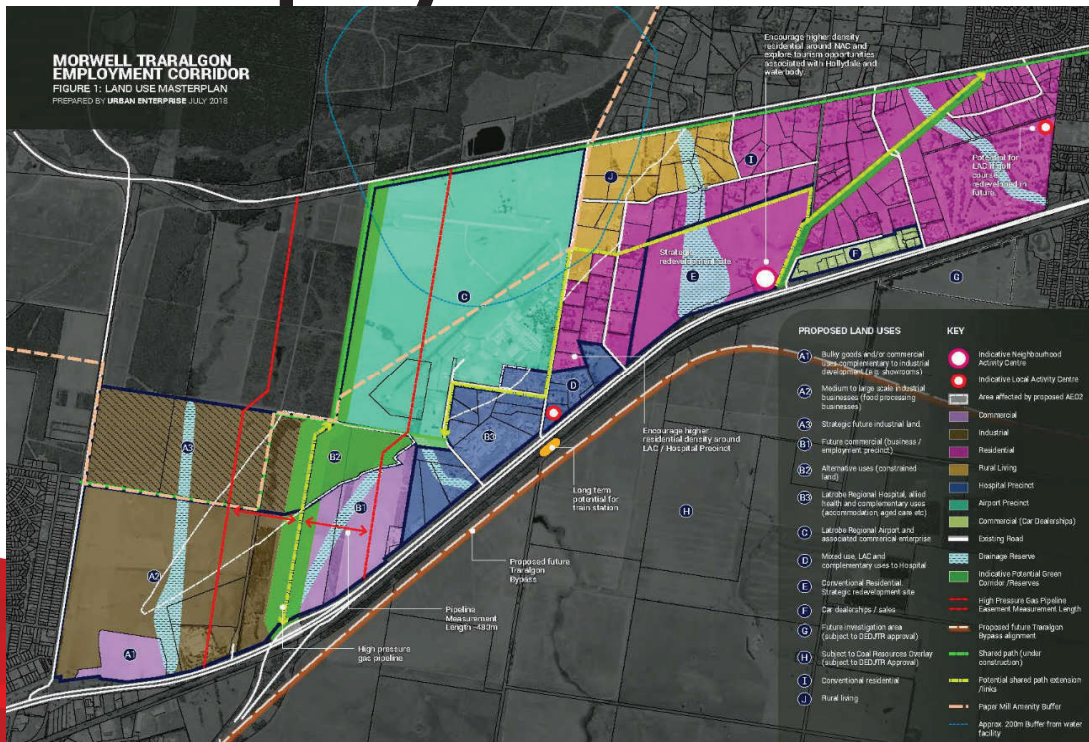 MORWELL TRARALGON
EMPLOYMENT CORRIDOR
FIGURE 1: LAND USE MASTERPLAN
PREPARED BY URBAN ENTERPRISE JULY 2018
Encourage higher density
residential around NAC and
explore tourism opportunities
associated with Hollydale and
waterbody.
Potential for
LAC if golf
course
redeveloped in
future
I
J
Strategic
redevelopment site
E
F
G
C
D
B3
A3
B2
B1
A2
A1
H
Encourage higher
residential density around
LAC / Hospital Precinct
Long term
potential for
train station
Proposed future
Traralgon
Bypass
Pipeline
Measurement
Length ~480m
High pressure
gas pipeline
PROPOSED LAND USES
A1 Bulky goods and/or commercial
uses complementary to industrial
development (e.g. showrooms)
A2 Medium to large scale industrial
businesses (food processing
businesses)
A3 Strategic future industrial land.
B1 Future commercial (business /
employment precinct)
B2 Alternative uses (constrained
land)
B3 Latrobe Regional Hospital, allied
health and complementary uses
(accommodation, aged care etc)
C Latrobe Regional Airport and
associated commerical enterprise
D Mixed use, LAC and
complementary uses to Hospital
E Conventional Residential.
Strategic redevelopment site
F Car dealerships / sales
G Future investigation area
(subject to DEDJTR approval)
H Subject to Coal Resources Overlay
(subject to DEDJTR Approval)
I Conventional residential
J Rural living
KEY
Indicative Neighbourhood
Activity Centre
Indicative Local Activity Centre
Area affected by proposed AEO2
Commercial
Industrial
Residential
Rural Living
Hospital Precinct
Airport Precinct
Commercial (Car Dealerships)
Existing Road
Drainage Reserve
Indicative Potential Green
Corridor /Reserves
High Pressure Gas Pipeline
Easement Measurement Length
Proposed future Traralgon
Bypass alignment
Shared path (under
construction)
Potential shared path extension
/links
Paper Mill Amenity Buffer
Approx. 200m Buffer from water
facility